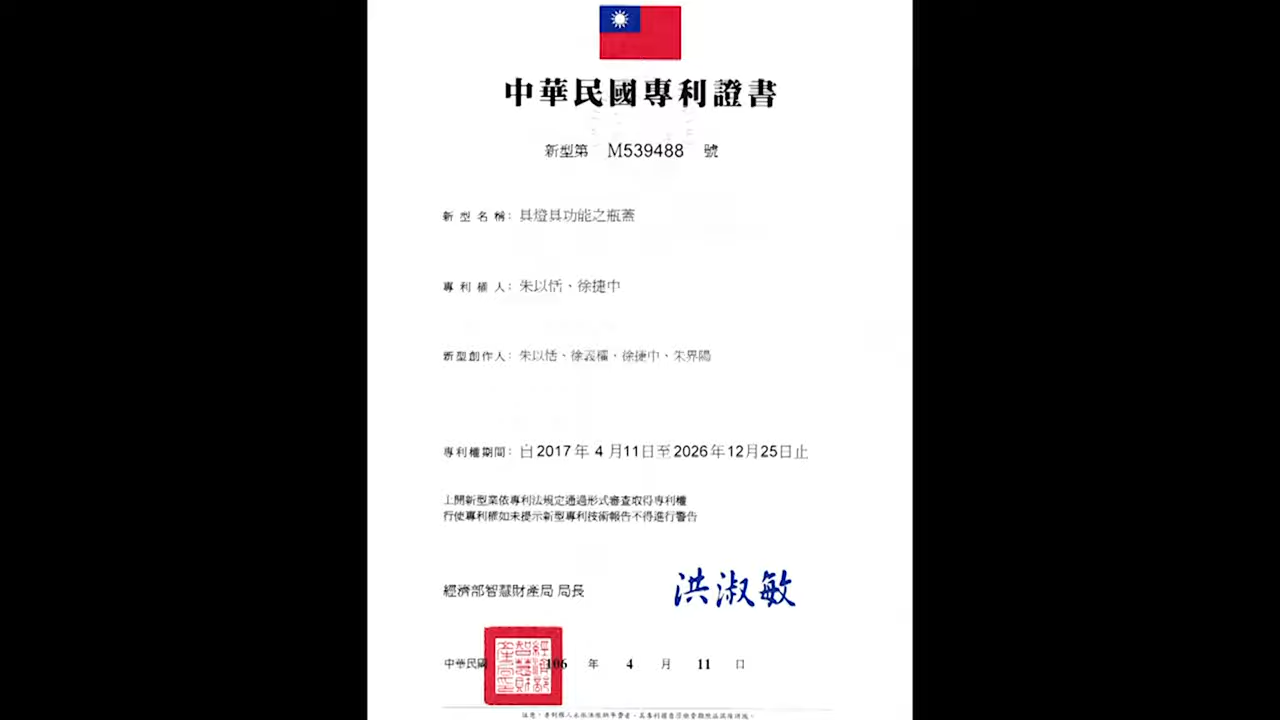 中華民國專利證書
新型第 M539488 號
新型名稱：具燈具功能之瓶蓋
專利權人：朱以恬、徐捷中
新型創作人：朱以恬、徐義權、徐捷中、朱界陽
專利權期間：自2017年 4 月11日至2026年12月25日止
上開新型業依專利法規定通過形式審查取得專利權
行使專利權如未提示新型專利技術報告不得進行警告
經濟部智慧財產局 局長 洪淑敏
中華民國 106 年 4 月 11 日